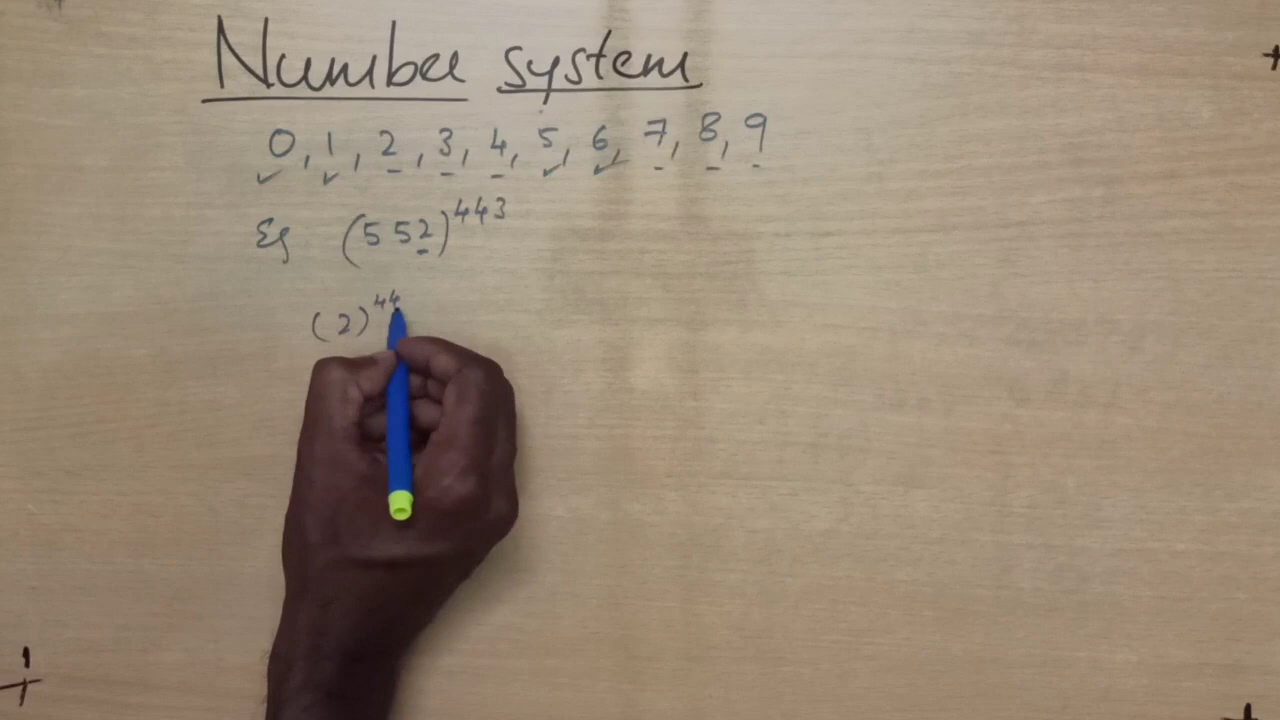 Number system
0, 1, 2, 3, 4, 5, 6, 7, 8, 9
Eg (552)^443
(2)^44